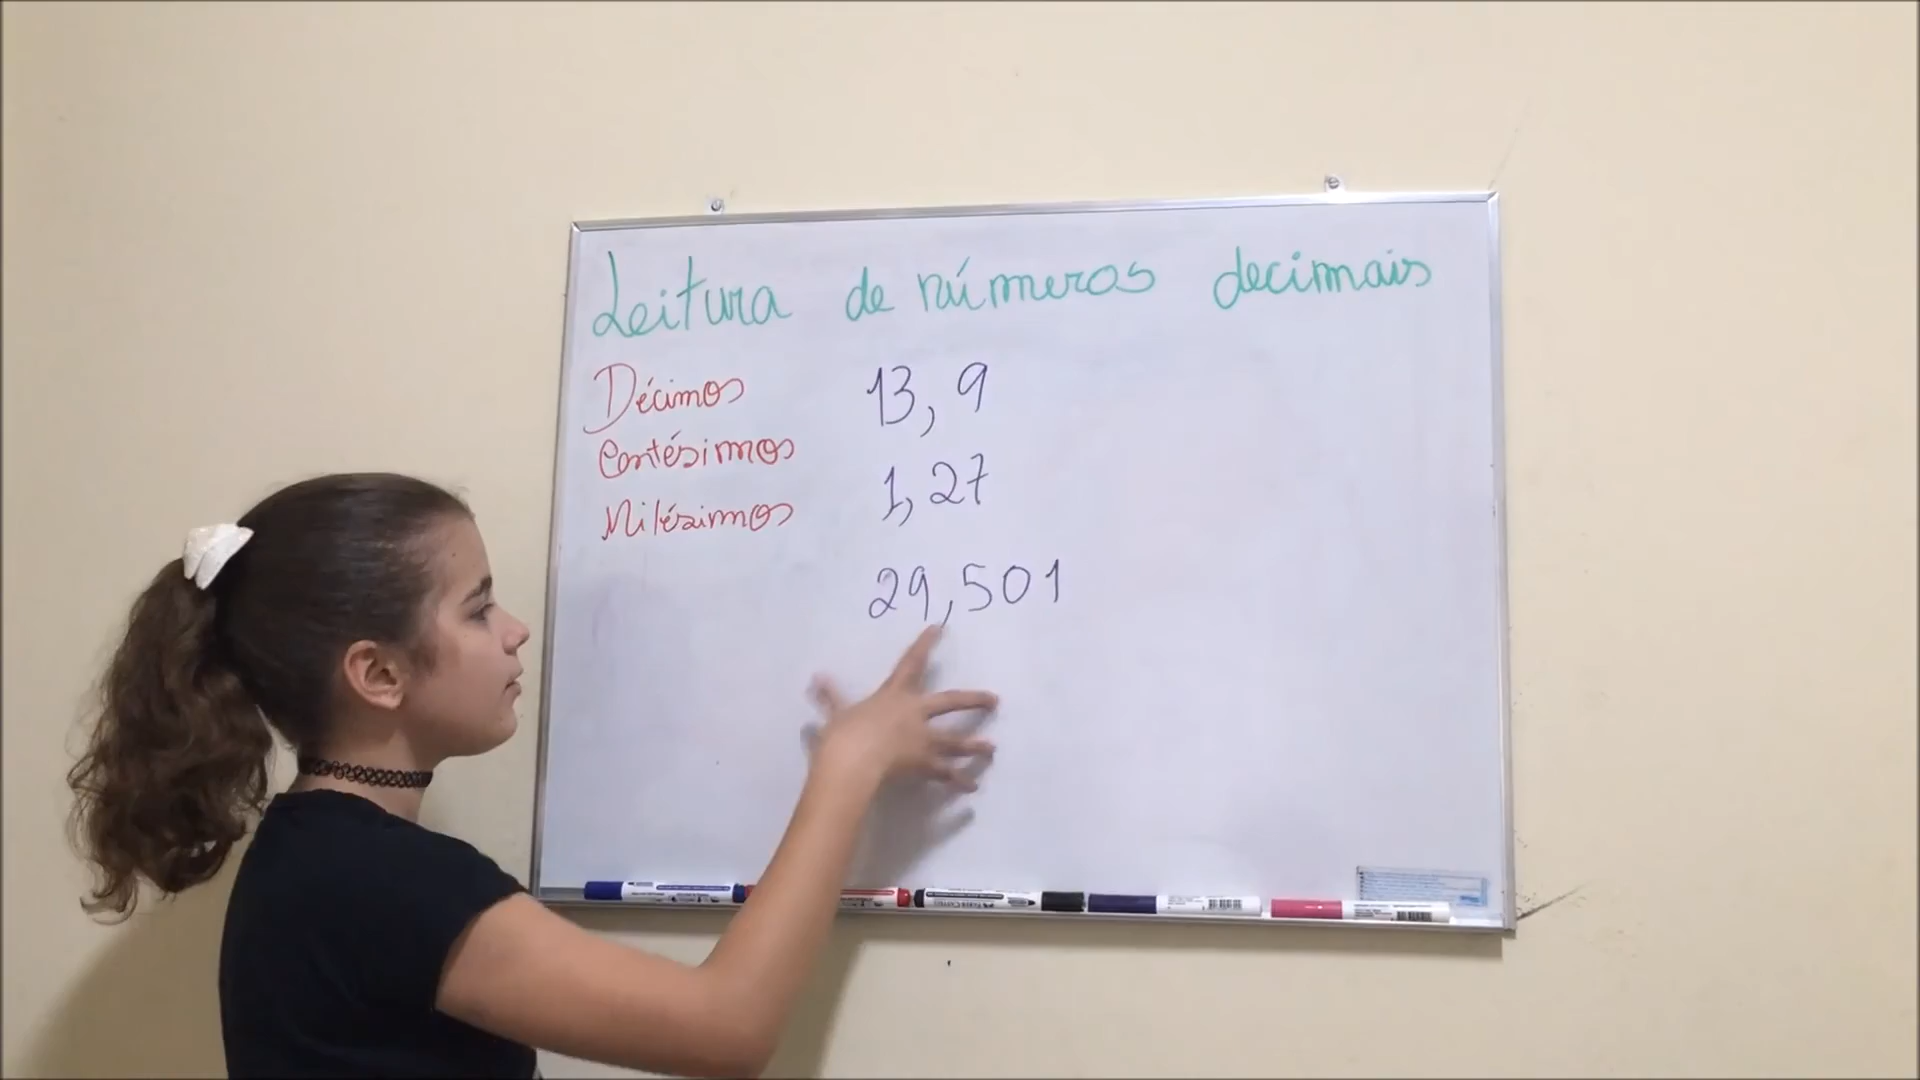 Leitura de números decimais
Décimos
Centésimos
Milésimos
13,9
1,27
29,501